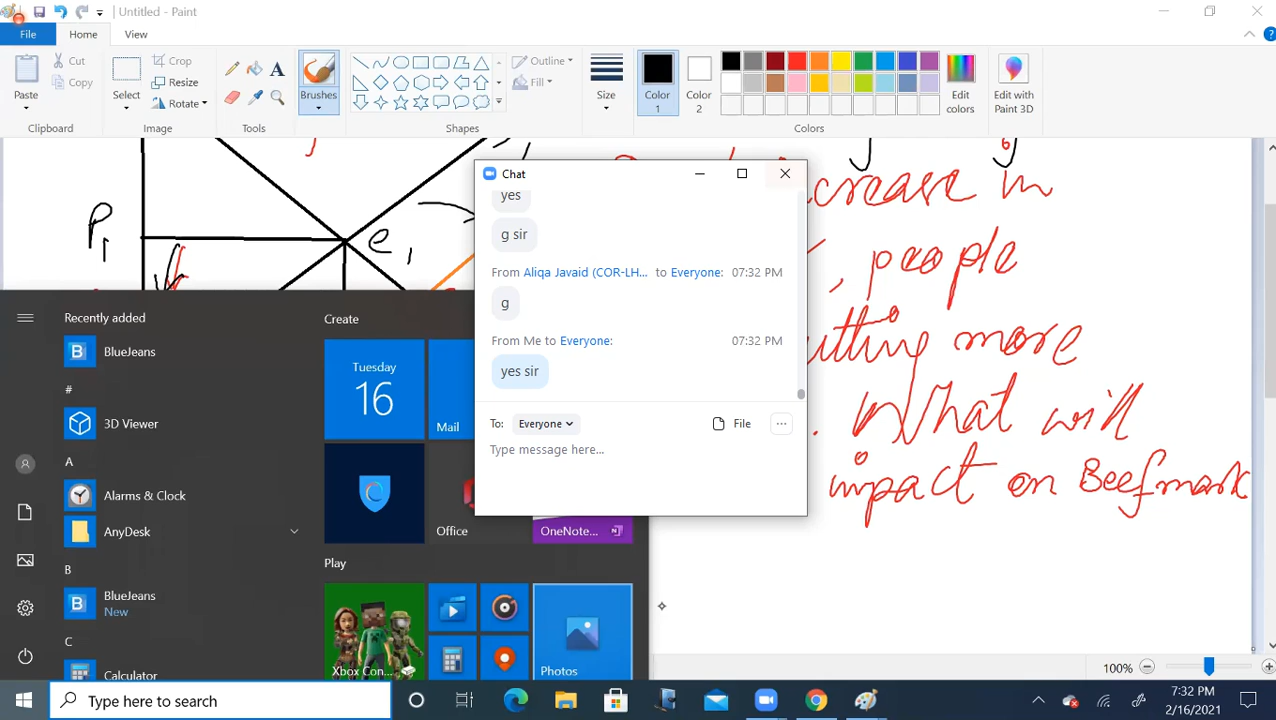 Untitled - Paint
File
Home
View
Paste
Cut
Copy
Clipboard
Select
Crop
Resize
Rotate
Image
Tools
Brushes
Shapes
Outline
Fill
Size
Color 1
Color 2
Colors
Edit colors
Edit with Paint 3D
P1
e1
crease in
people
utting more
. What will
impact on Beefmark
Chat
yes
g sir
From Aliqa Javaid (COR-LH... to Everyone: 07:32 PM
g
From Me to Everyone: 07:32 PM
yes sir
To: Everyone
File
Type message here...
Recently added
BlueJeans
#
3D Viewer
A
Alarms & Clock
AnyDesk
B
BlueJeans
New
C
Calculator
Create
Tuesday
16
Mail
Office
OneNote...
Play
Xbox Con...
Photos
100%
Type here to search
7:32 PM
2/16/2021